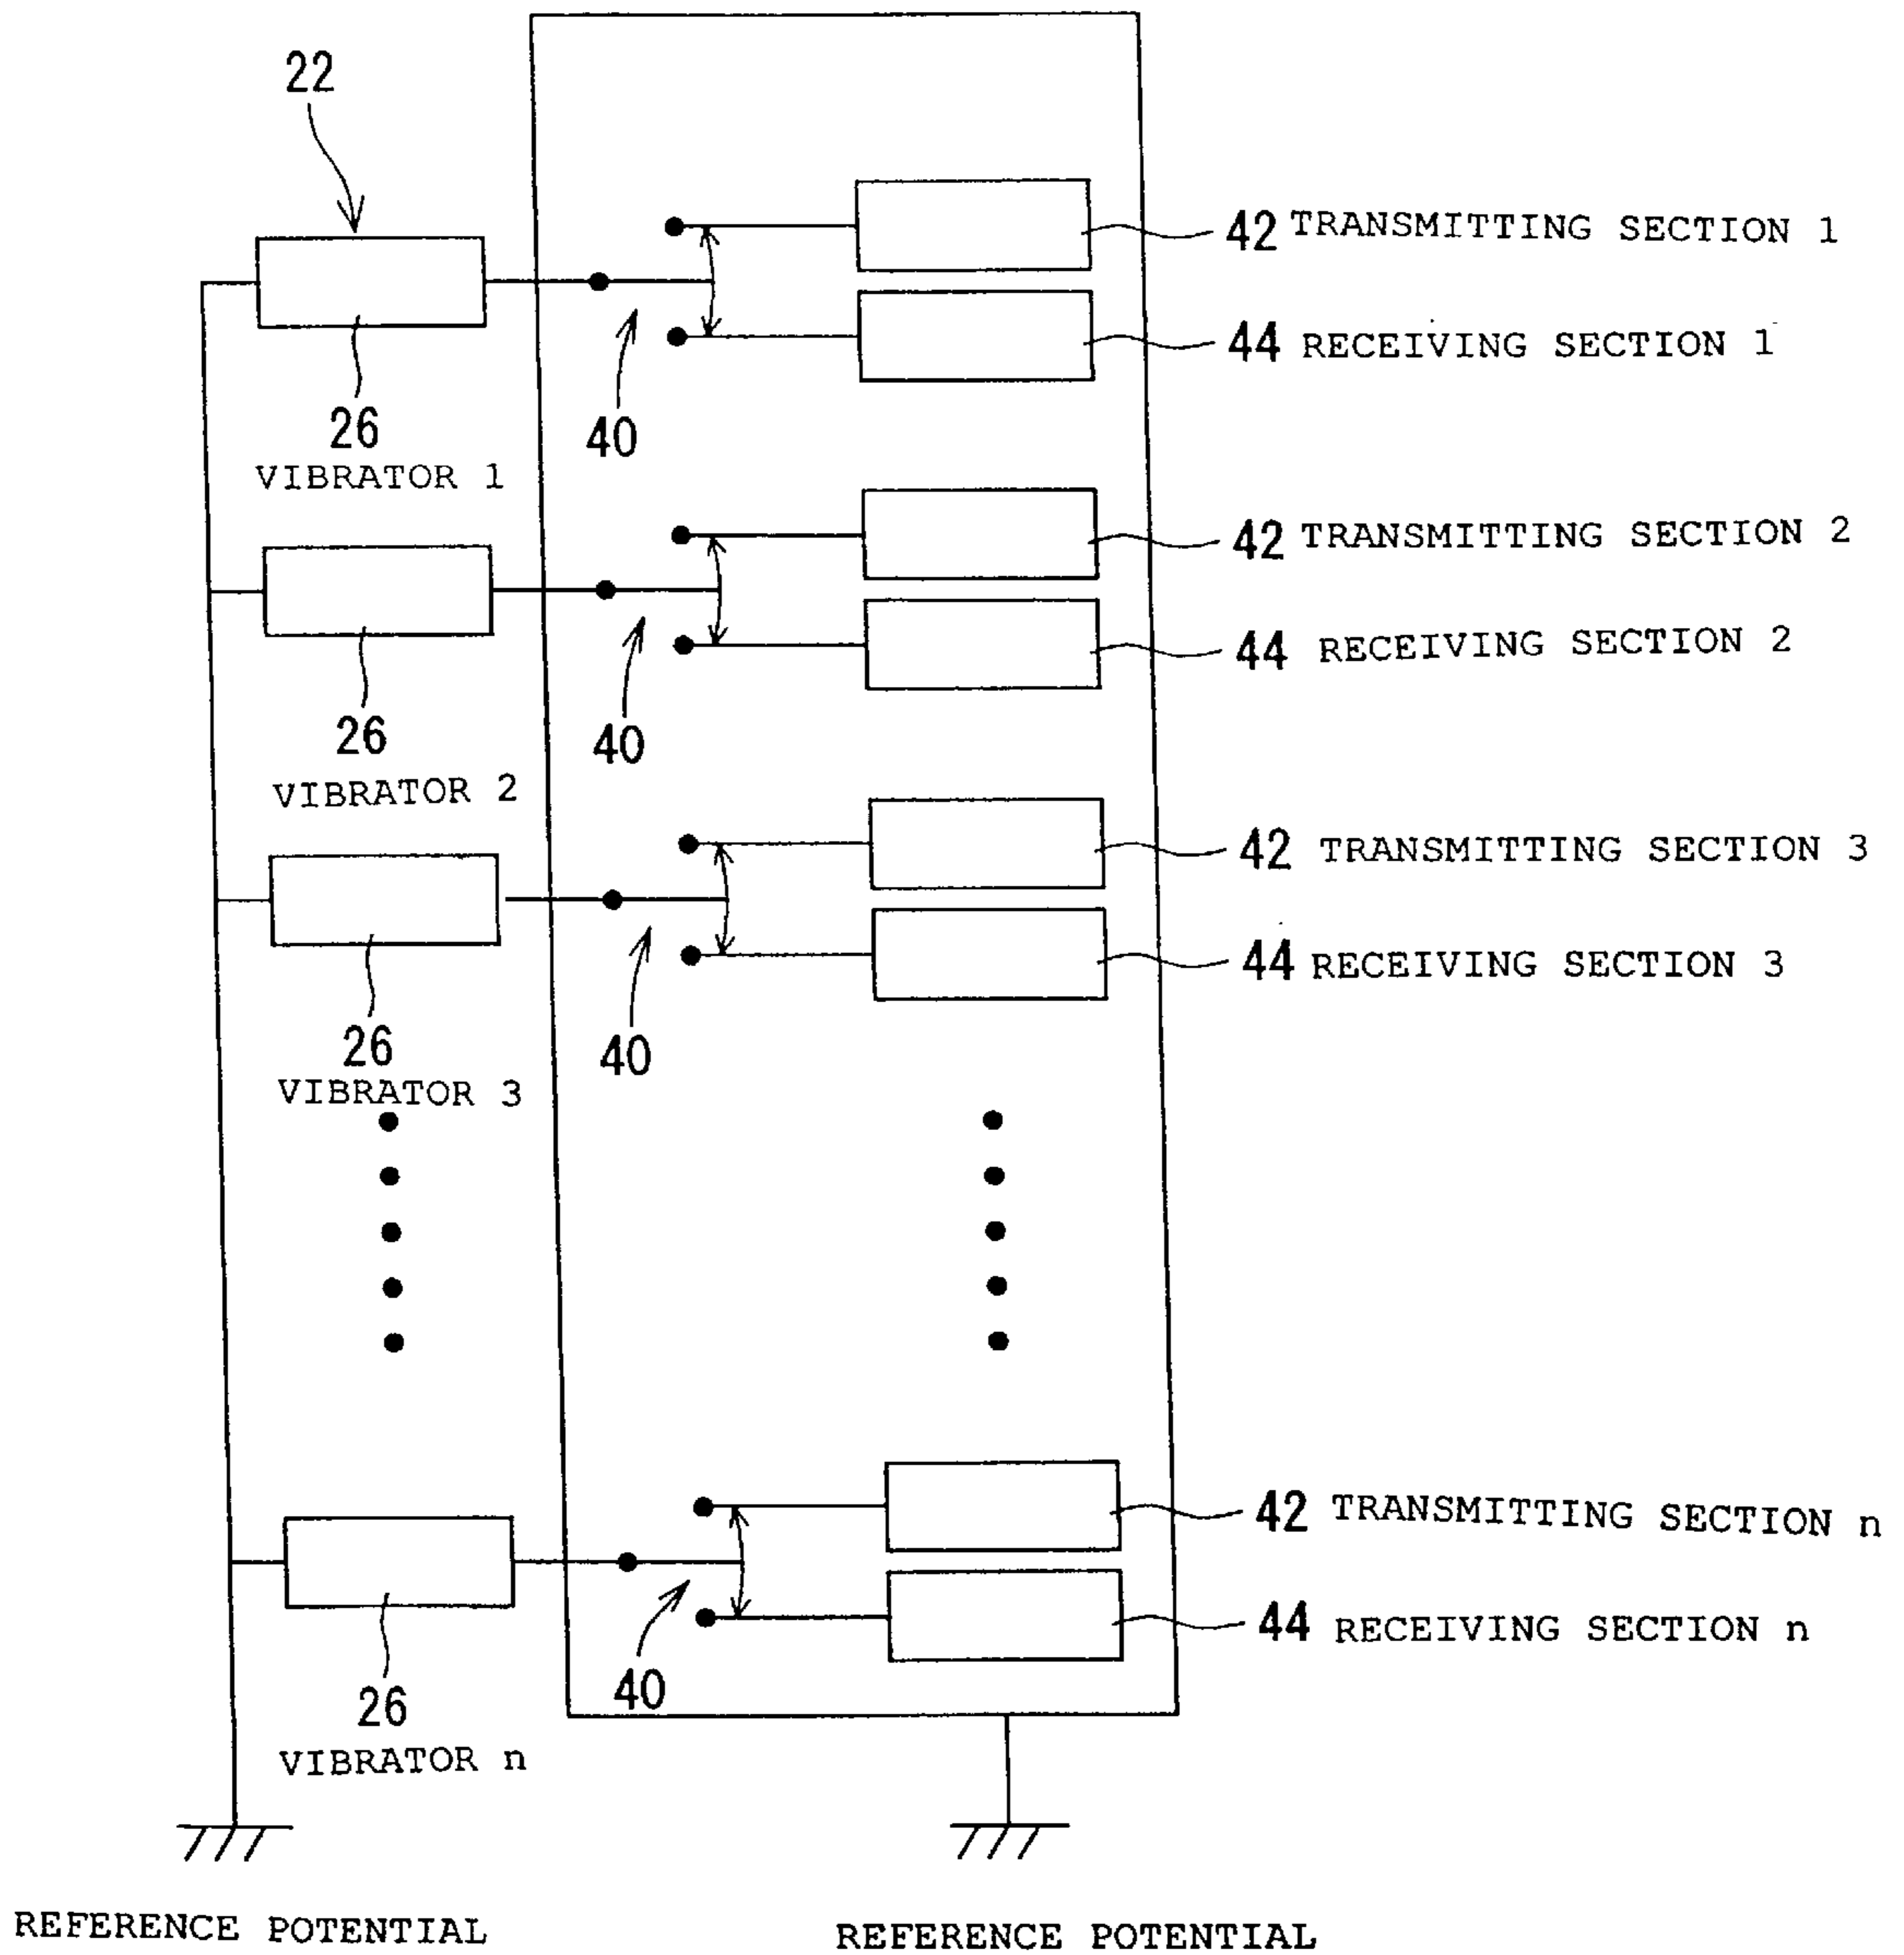 22
42 TRANSMITTING SECTION 1
44 RECEIVING SECTION 1
26
40
VIBRATOR 1
42 TRANSMITTING SECTION 2
44 RECEIVING SECTION 2
26
40
VIBRATOR 2
42 TRANSMITTING SECTION 3
44 RECEIVING SECTION 3
26
40
VIBRATOR 3
42 TRANSMITTING SECTION n
44 RECEIVING SECTION n
26
40
VIBRATOR n
REFERENCE POTENTIAL
REFERENCE POTENTIAL